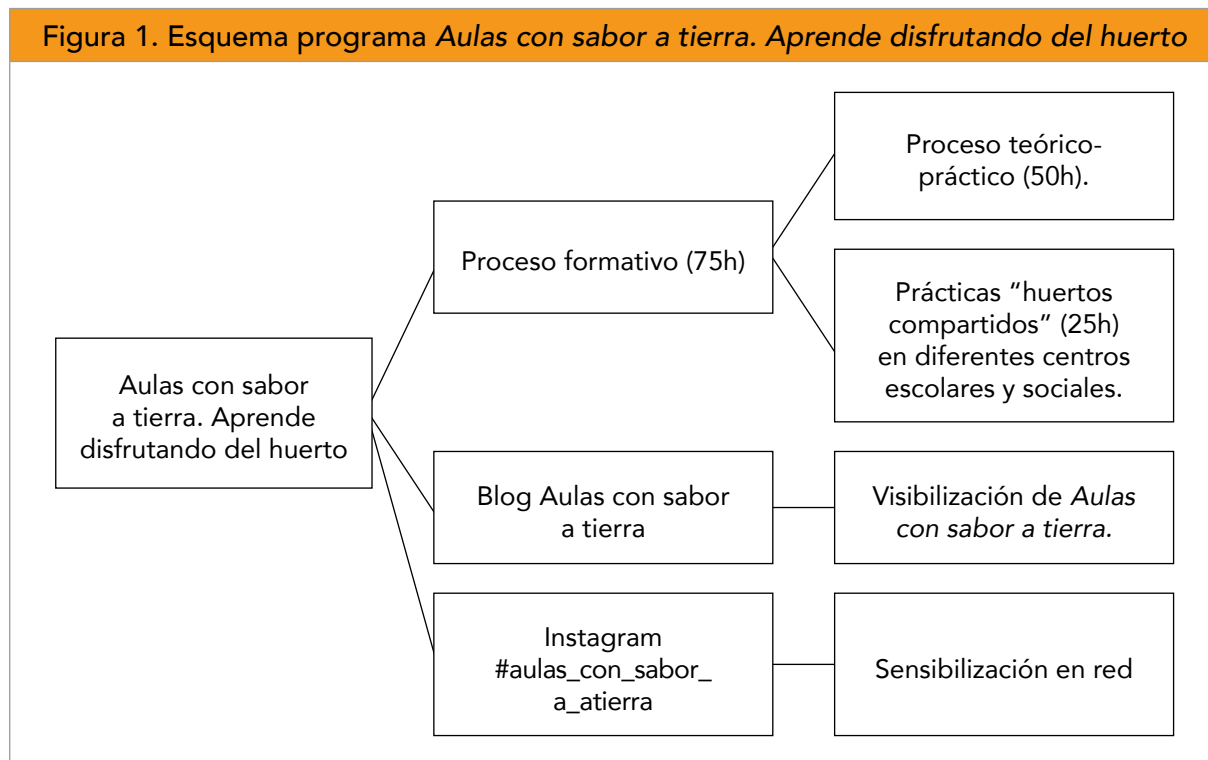 Figura 1. Esquema programa Aulas con sabor a tierra. Aprende disfrutando del huerto
Aulas con sabor
a tierra. Aprende
disfrutando del huerto
Proceso formativo (75h)
Proceso teórico-
práctico (50h).
Prácticas “huertos
compartidos” (25h)
en diferentes centros
escolares y sociales.
Blog Aulas con sabor
a tierra
Visibilización de Aulas
con sabor a tierra.
Instagram
#aulas_con_sabor_
a_atierra
Sensibilización en red